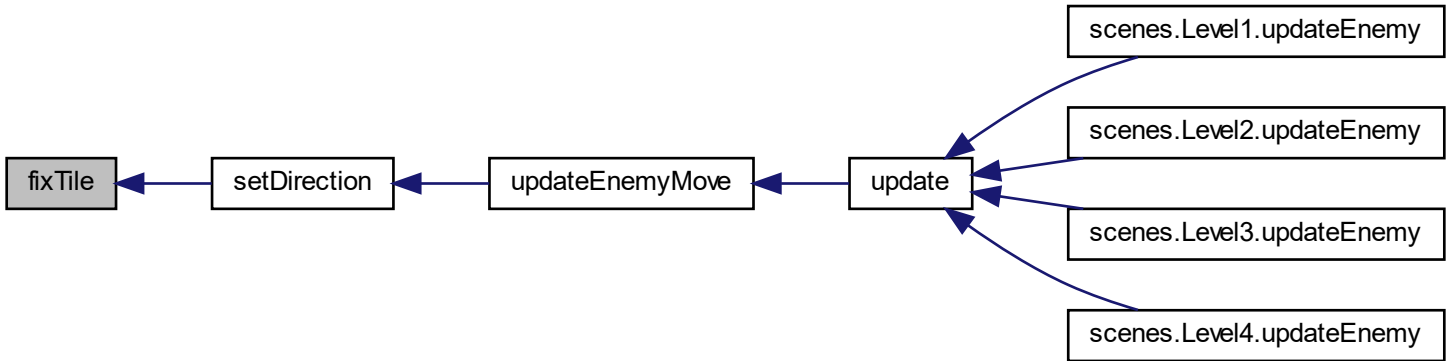 scenes.Level1.updateEnemy
scenes.Level2.updateEnemy
fixTile
setDirection
updateEnemyMove
update
scenes.Level3.updateEnemy
scenes.Level4.updateEnemy